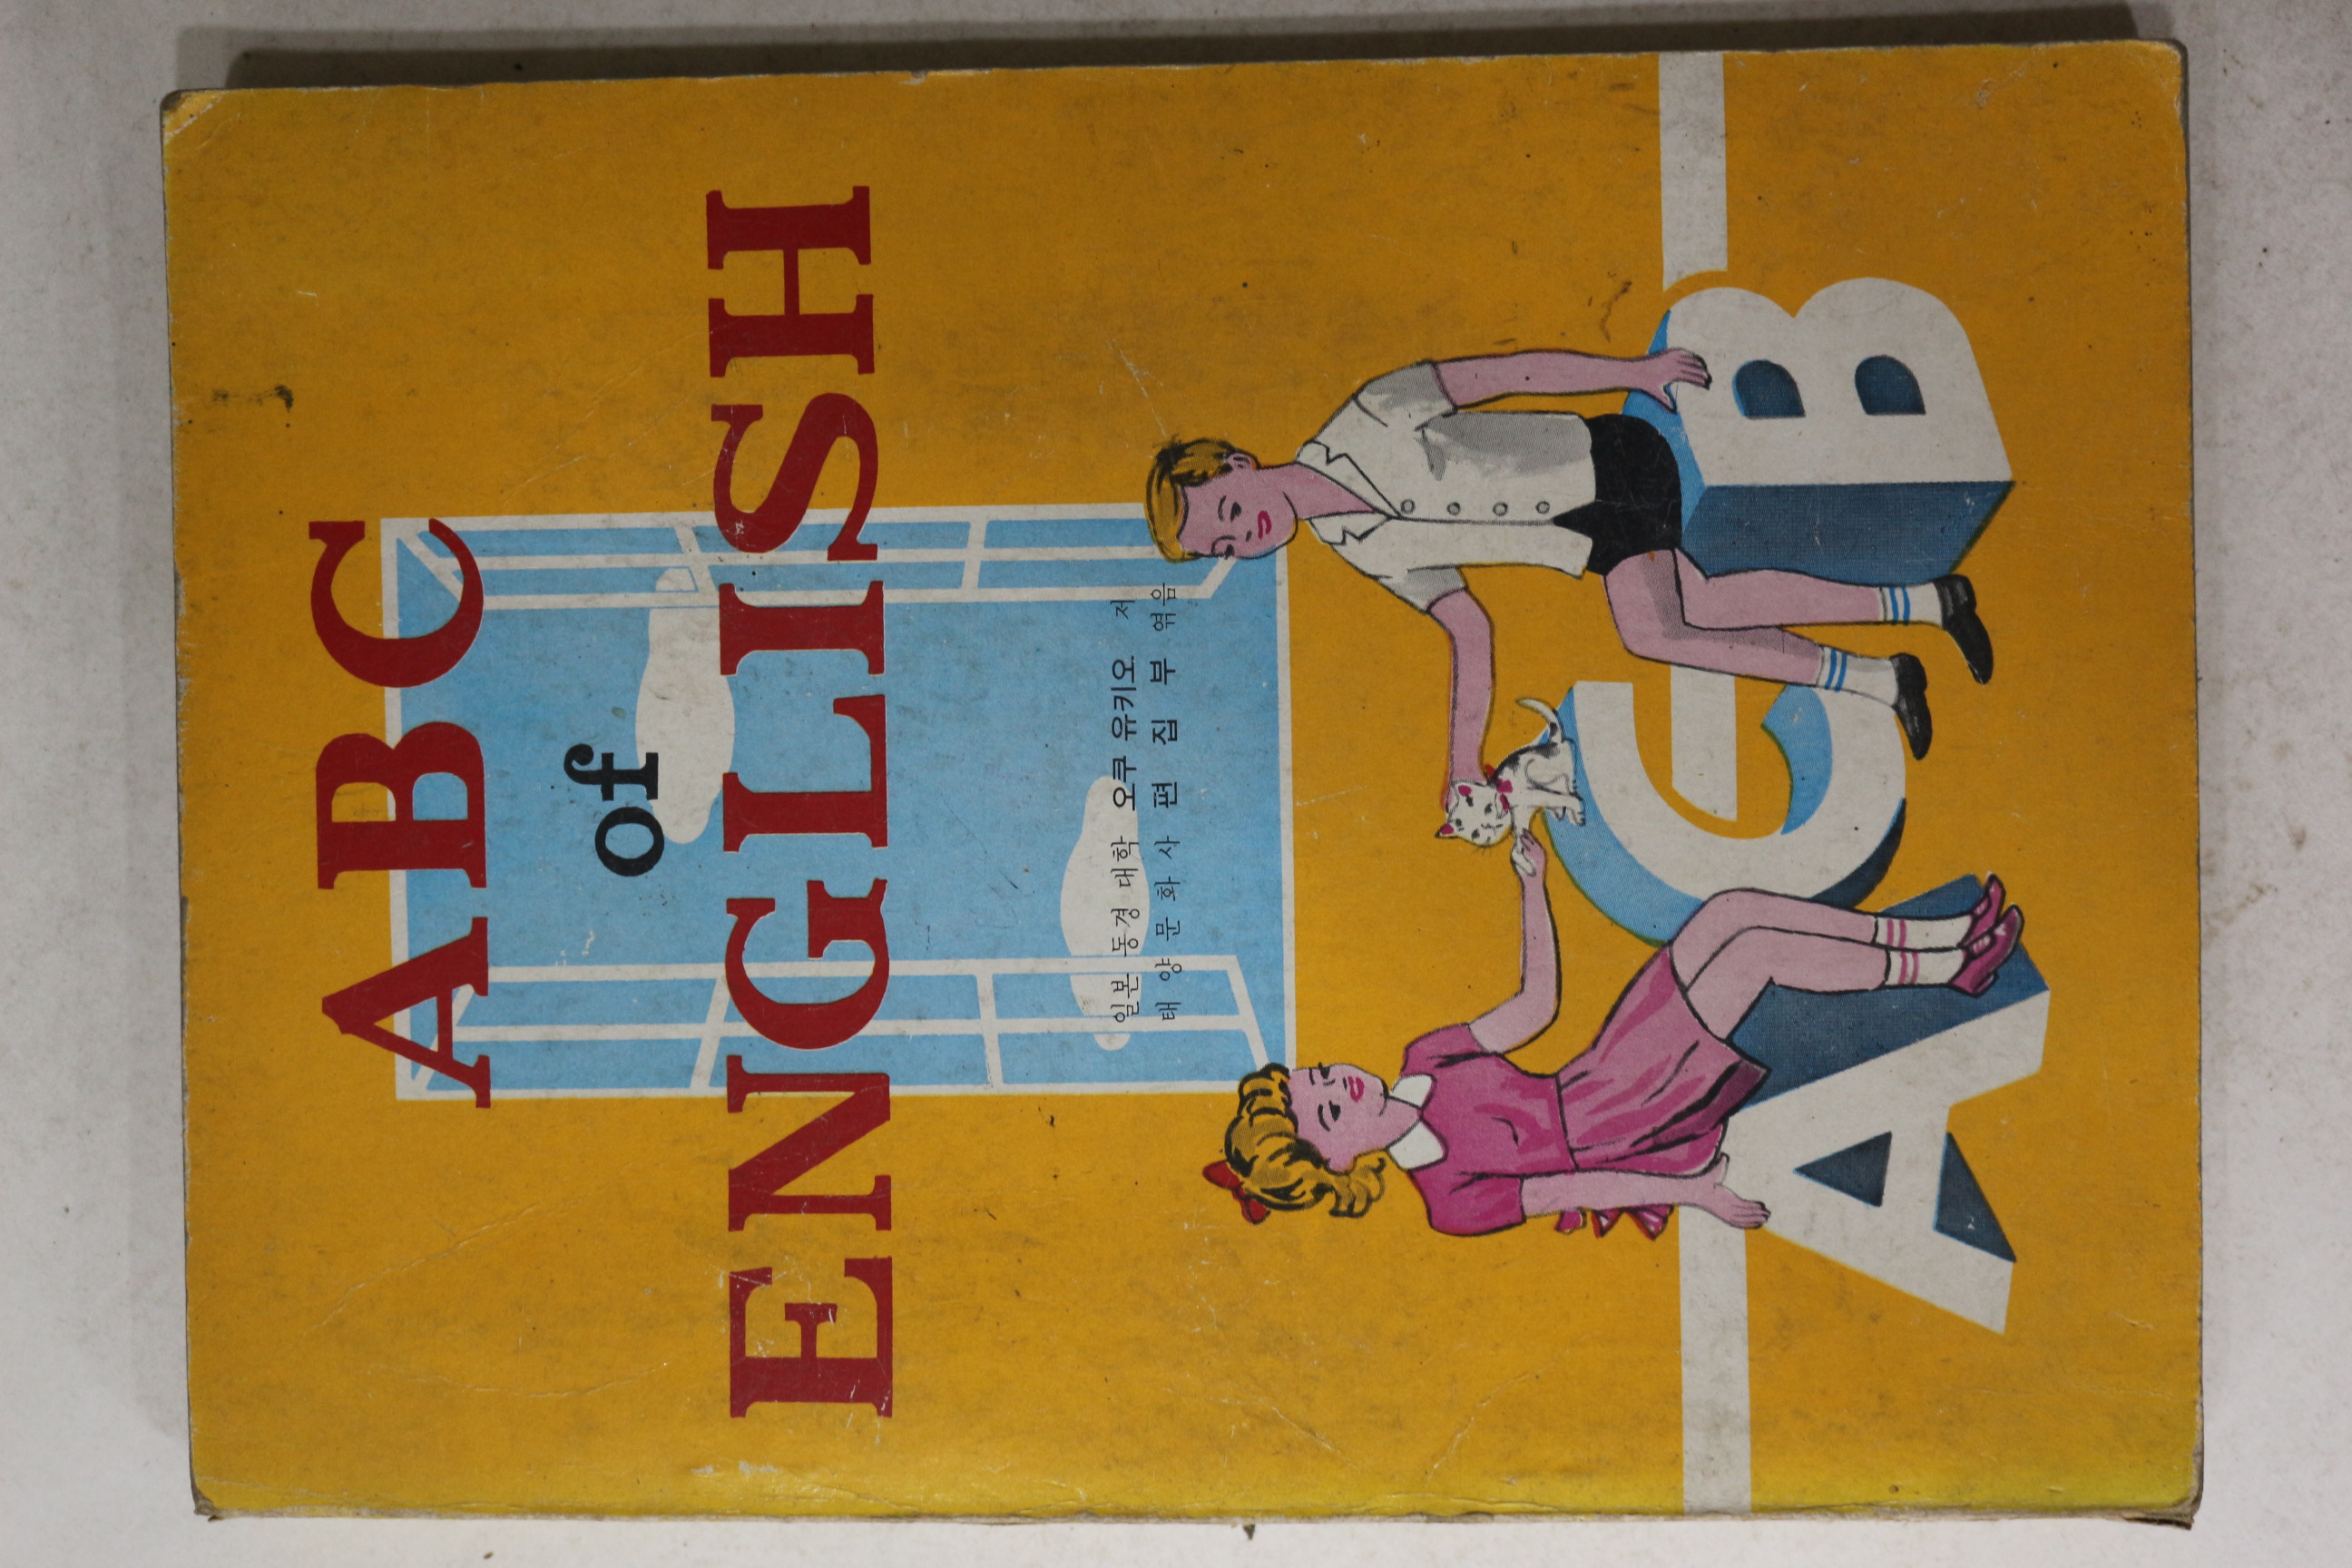 ABC
of
ENGLISH
일본 동경 대학 오쿠 유키오 저
태양문화사 편집부 엮음
A C B